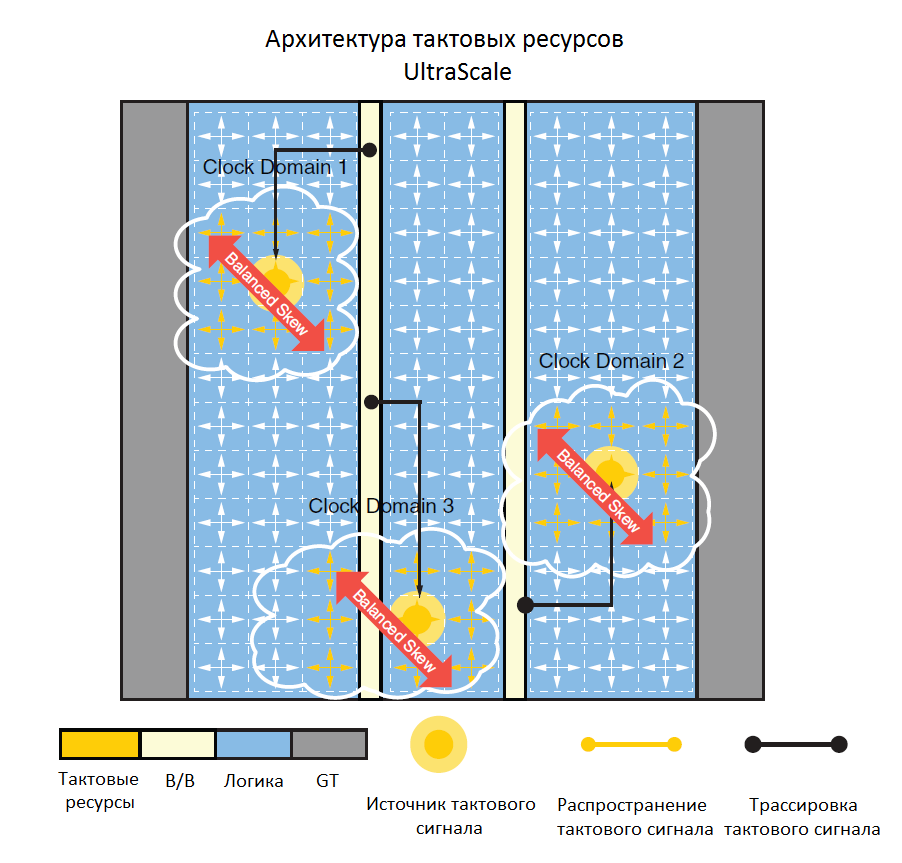 Архитектура тактовых ресурсов
UltraScale
Clock Domain 1
Balanced Skew
Clock Domain 2
Balanced Skew
Clock Domain 3
Balanced Skew
Тактовые
ресурсы
В/В
Логика
GT
Источник тактового
сигнала
Распространение
тактового сигнала
Трассировка
тактового сигнала